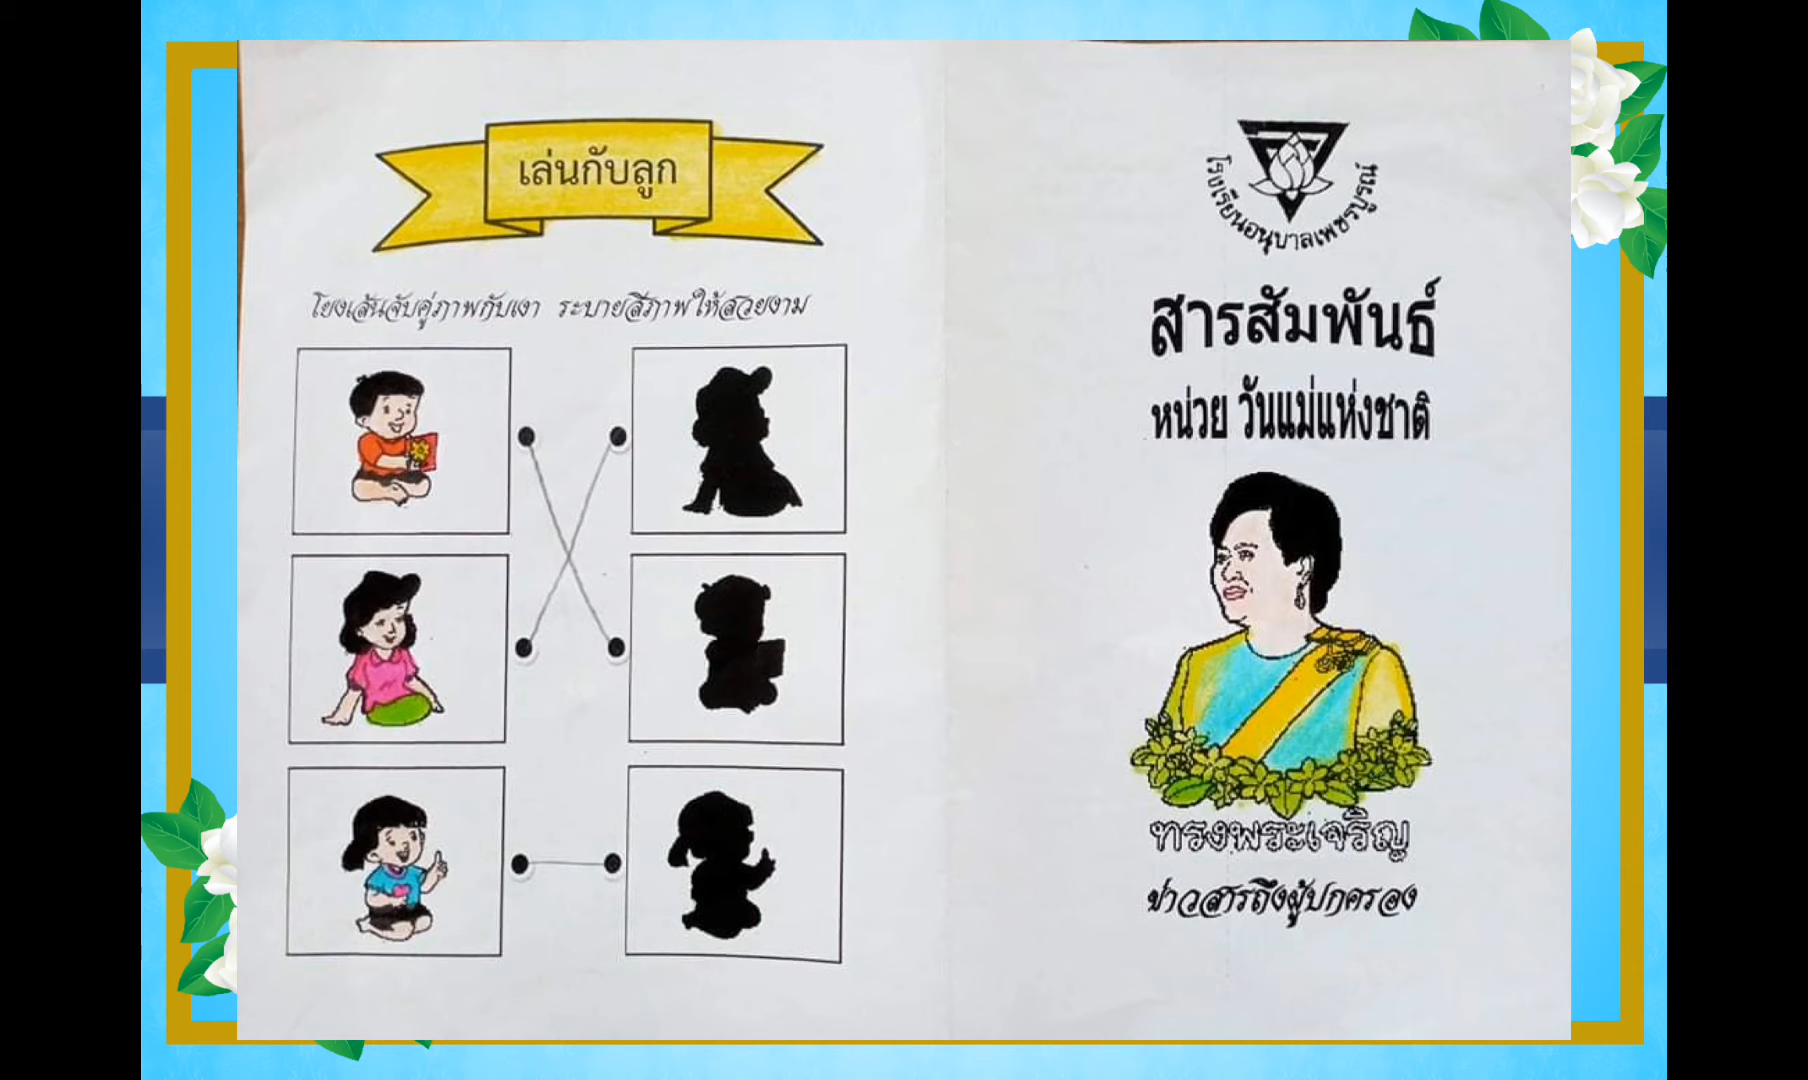 เล่นกับลูก
โยงเส้นจับคู่ภาพกับเงา ระบายสีภาพให้สวยงาม
โรงเรียนอนุบาลเพชรบูรณ์
สารสัมพันธ์
หน่วย วันแม่แห่งชาติ
ทรงพระเจริญ
ข่าวสารถึงผู้ปกครอง